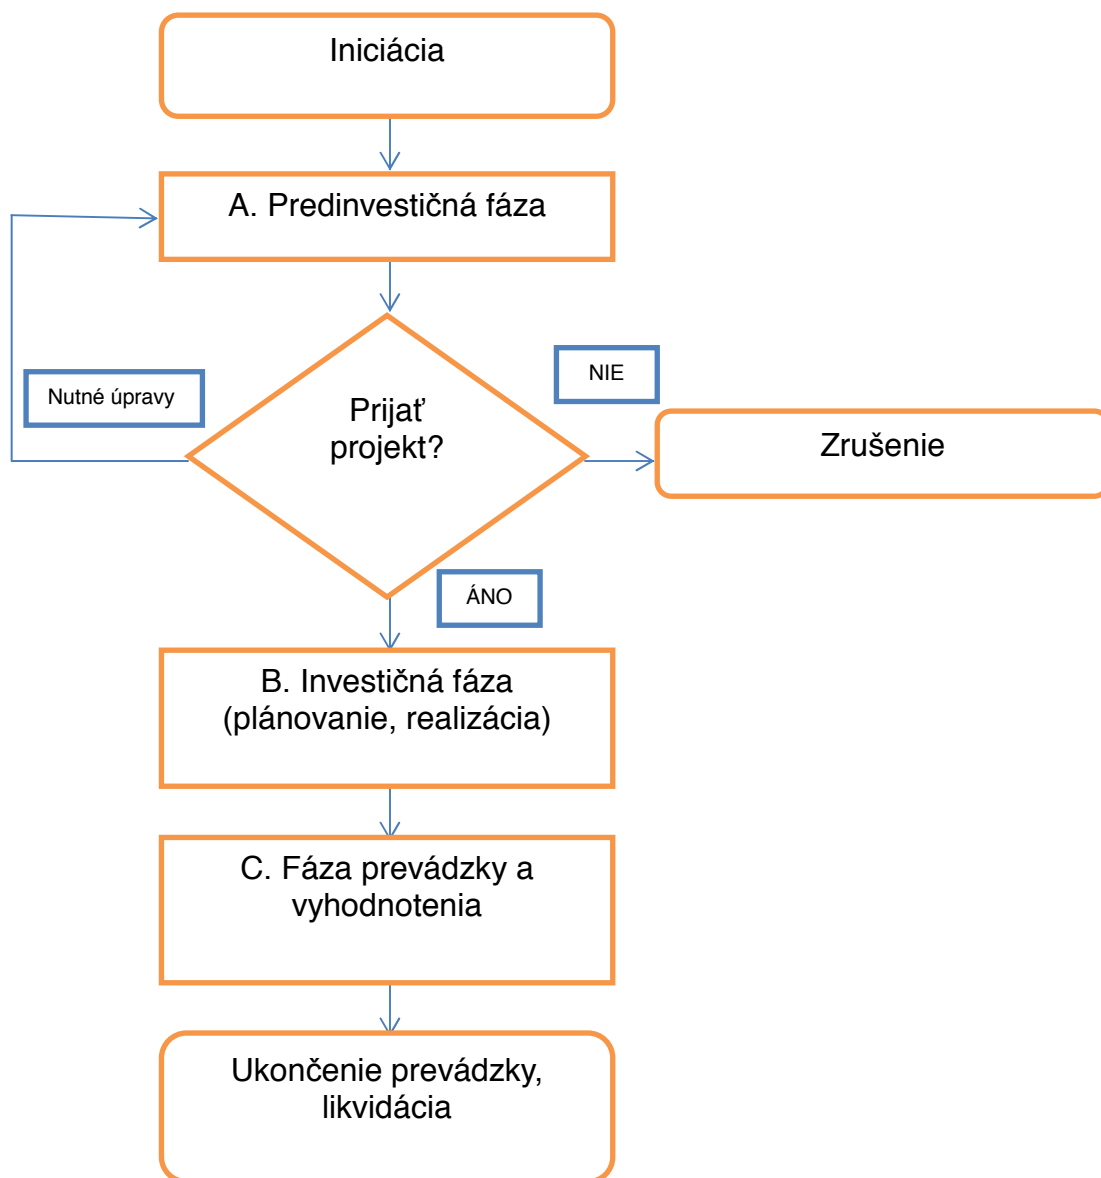 Iniciácia
A. Predinvestičná fáza
Nutné úpravy
Prijať
projekt?
NIE
Zrušenie
ÁNO
B. Investičná fáza
(plánovanie, realizácia)
C. Fáza prevádzky a
vyhodnotenia
Ukončenie prevádzky,
likvidácia